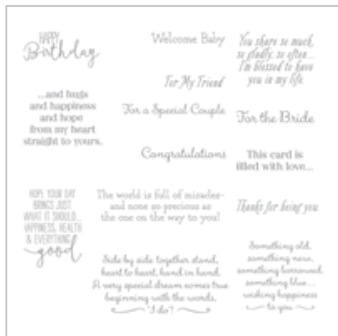 HAPPY
Birthday
Welcome Baby
You share so much,
so gladly, so often...
I'm blessed to have
you in my life.
For My Friend
...and hugs
and happiness
and hope
from my heart
straight to yours.
For a Special Couple
For the Bride
Congratulations
This card is
filled with love...
HOPE YOUR DAY
BRINGS JUST
WHAT IT SHOULD...
HAPPINESS, HEALTH
& EVERYTHING
good
The world is full of miracles-
and none so precious as
the one on the way to you!
Thanks for being you.
Side by side together stand,
heart to heart, hand in hand.
A very special dream comes true
beginning with the words,
"I do"!
Something old,
something new,
something borrowed,
something blue...
wishing happiness
to you